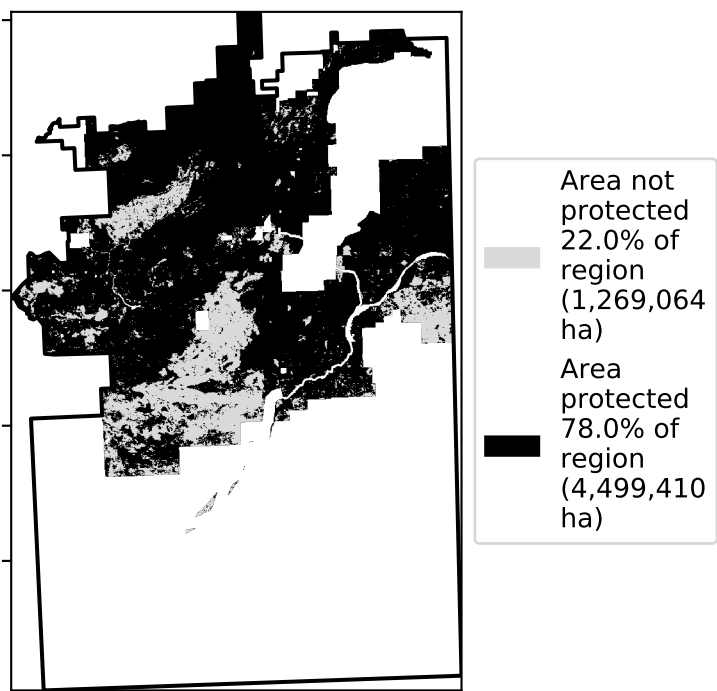 Area not
protected
22.0% of
region
(1,269,064
ha)
Area
protected
78.0% of
region
(4,499,410
ha)